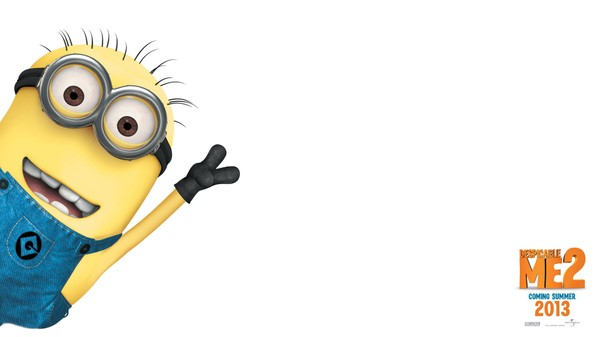 DESPICABLE
ME2
COMING SUMMER
2013